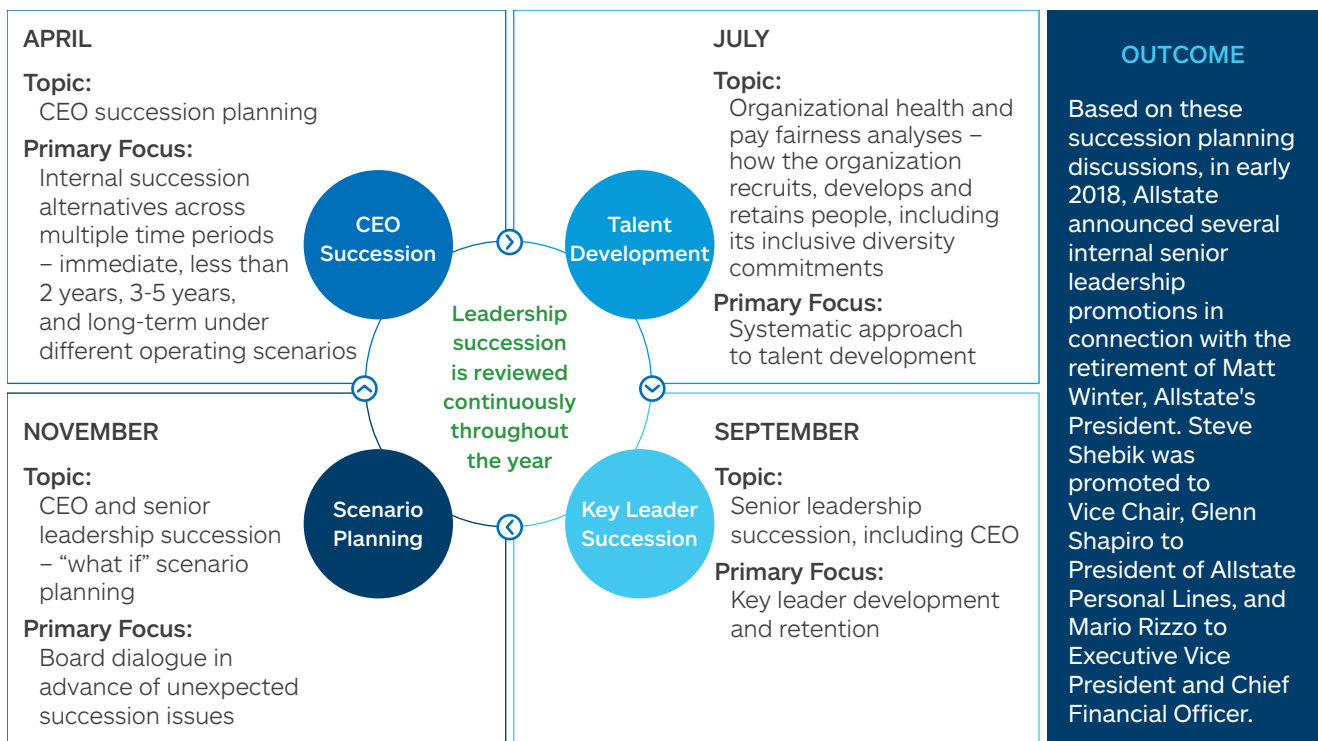 APRIL
Topic:
CEO succession planning
Primary Focus:
Internal succession
alternatives across
multiple time periods
– immediate, less than
2 years, 3-5 years,
and long-term under
different operating scenarios
CEO
Succession
JULY
Topic:
Organizational health and
pay fairness analyses –
how the organization
recruits, develops and
retains people, including
its inclusive diversity
commitments
Primary Focus:
Systematic approach
to talent development
Talent
Development
Leadership
succession
is reviewed
continuously
throughout
the year
NOVEMBER
Topic:
CEO and senior
leadership succession
– “what if” scenario
planning
Primary Focus:
Board dialogue in
advance of unexpected
succession issues
Scenario
Planning
Key Leader
Succession
SEPTEMBER
Topic:
Senior leadership
succession, including CEO
Primary Focus:
Key leader development
and retention
OUTCOME
Based on these
succession planning
discussions, in early
2018, Allstate
announced several
internal senior
leadership
promotions in
connection with the
retirement of Matt
Winter, Allstate's
President. Steve
Shebik was
promoted to
Vice Chair, Glenn
Shapiro to
President of Allstate
Personal Lines, and
Mario Rizzo to
Executive Vice
President and Chief
Financial Officer.